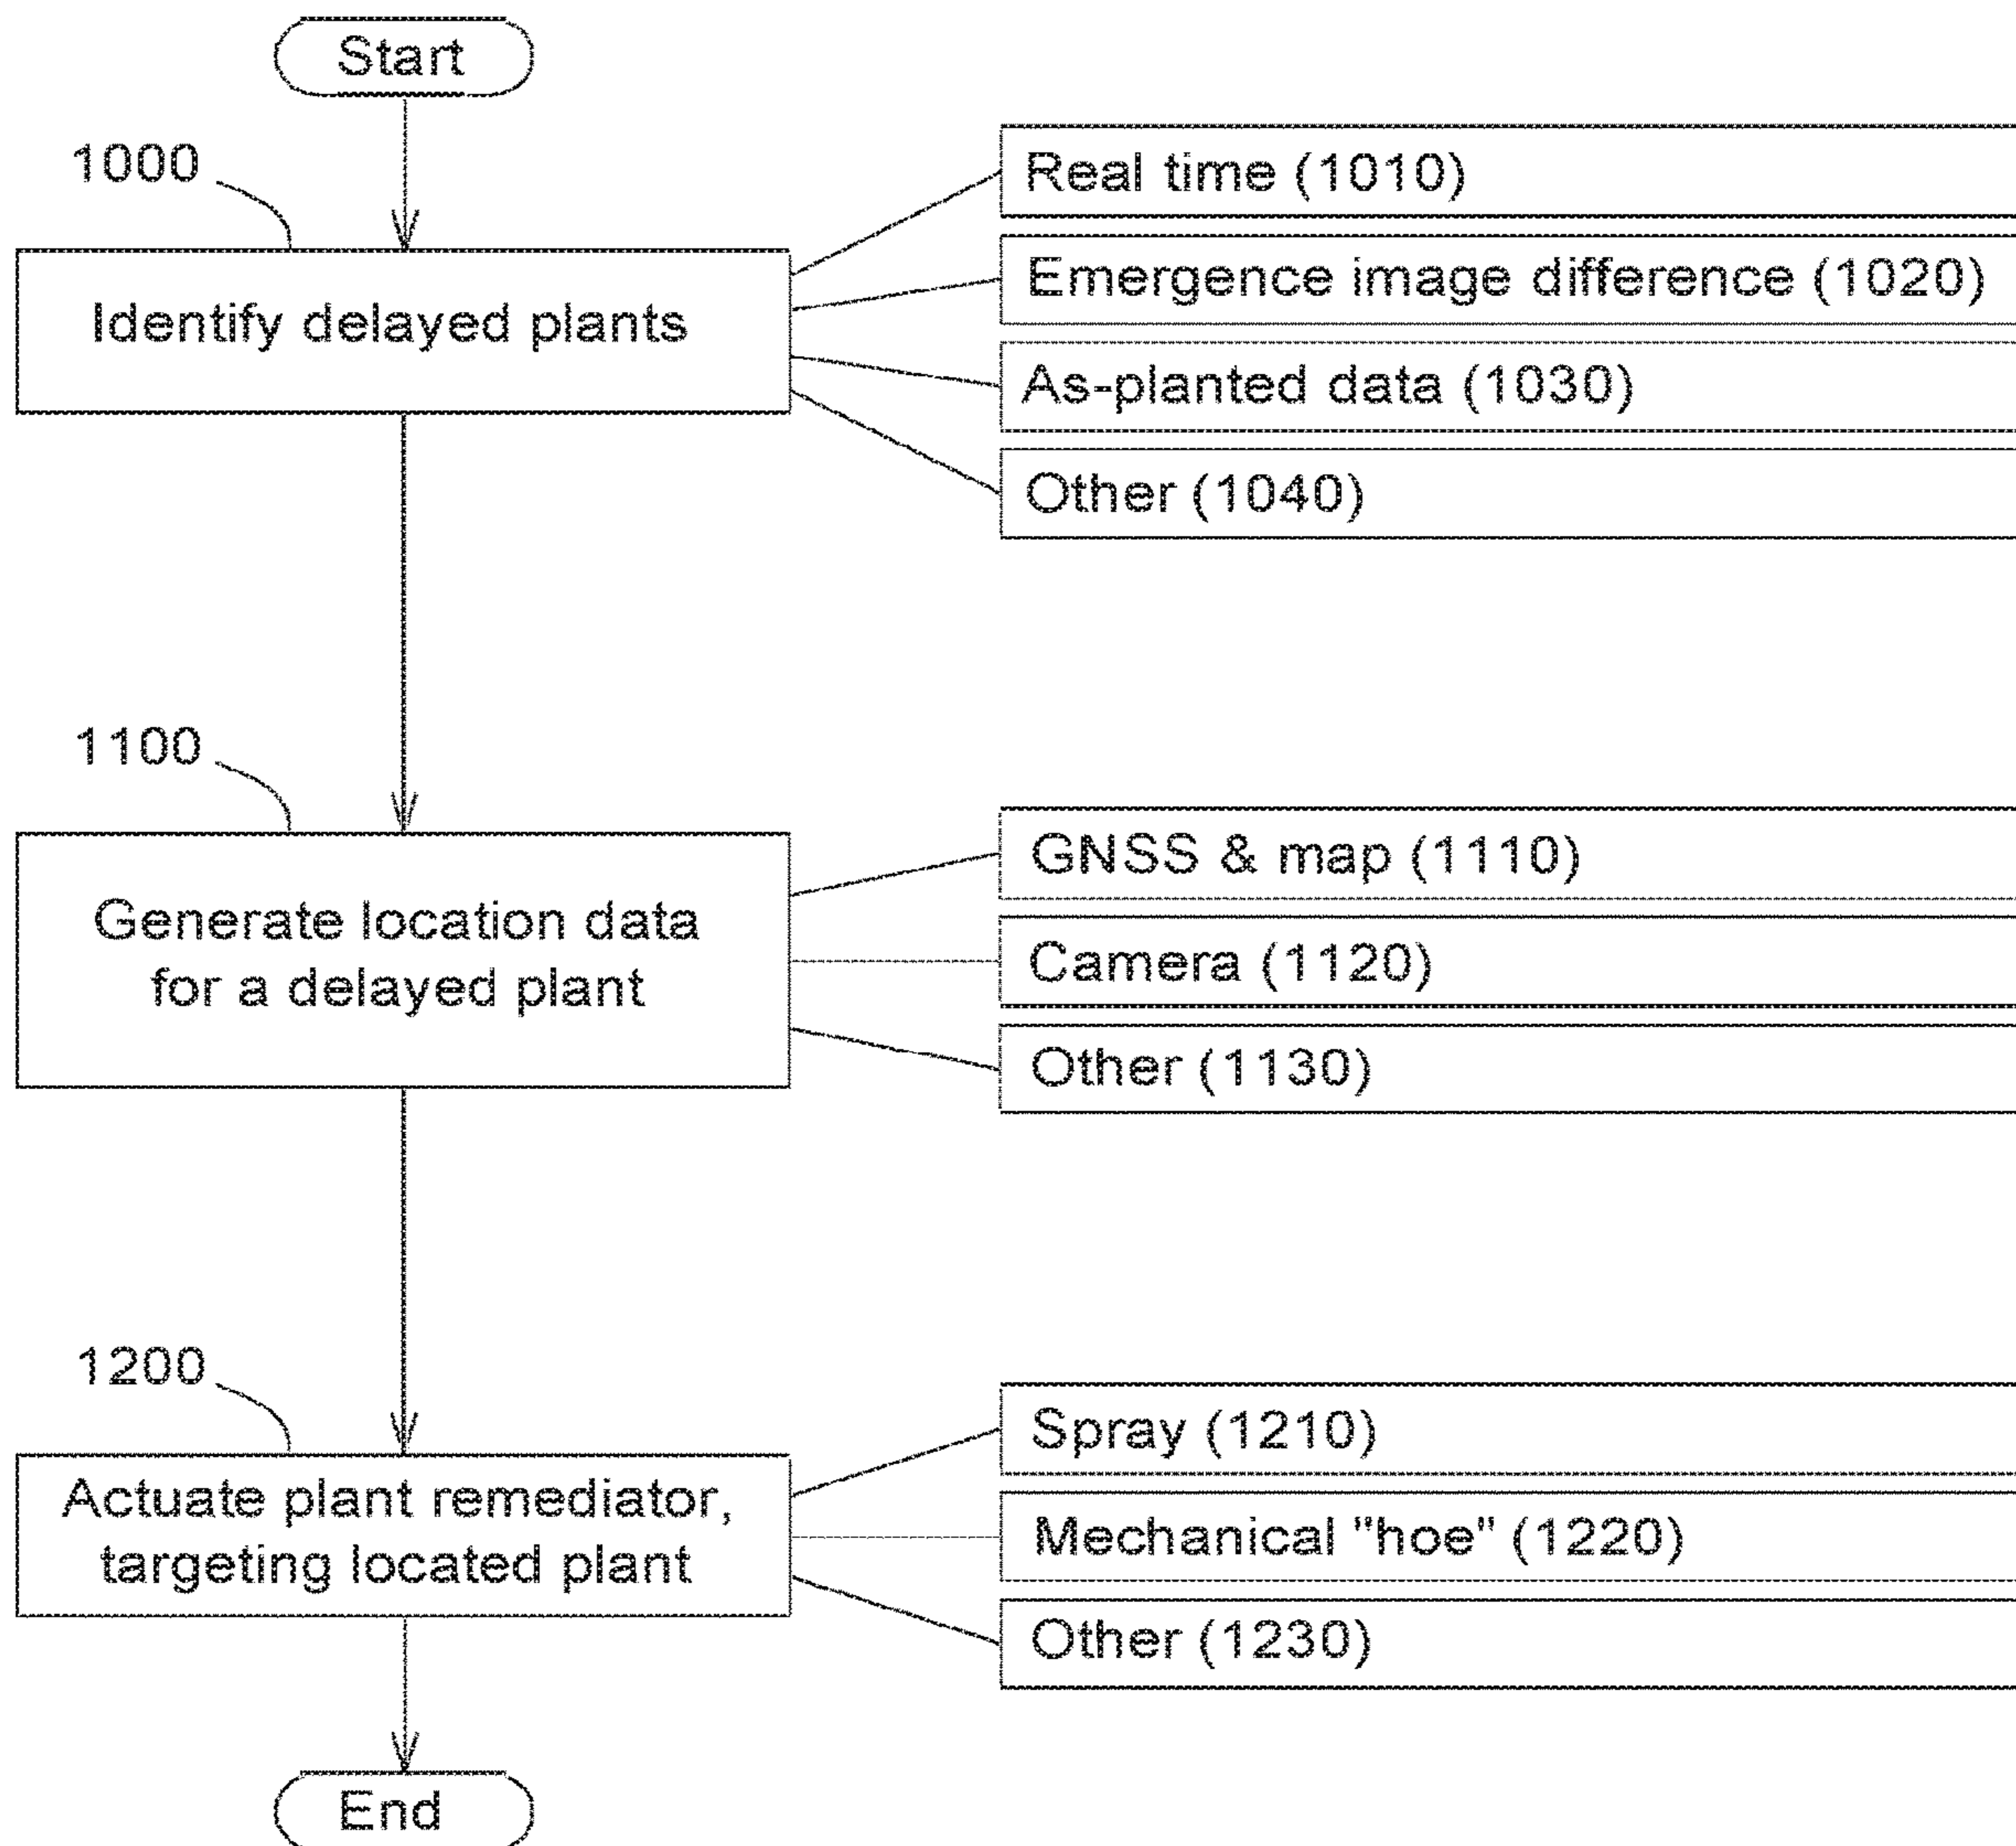 Start
1000
Identify delayed plants
Real time (1010)
Emergence image difference (1020)
As-planted data (1030)
Other (1040)
1100
Generate location data
for a delayed plant
GNSS & map (1110)
Camera (1120)
Other (1130)
1200
Actuate plant remediator,
targeting located plant
Spray (1210)
Mechanical "hoe" (1220)
Other (1230)
End